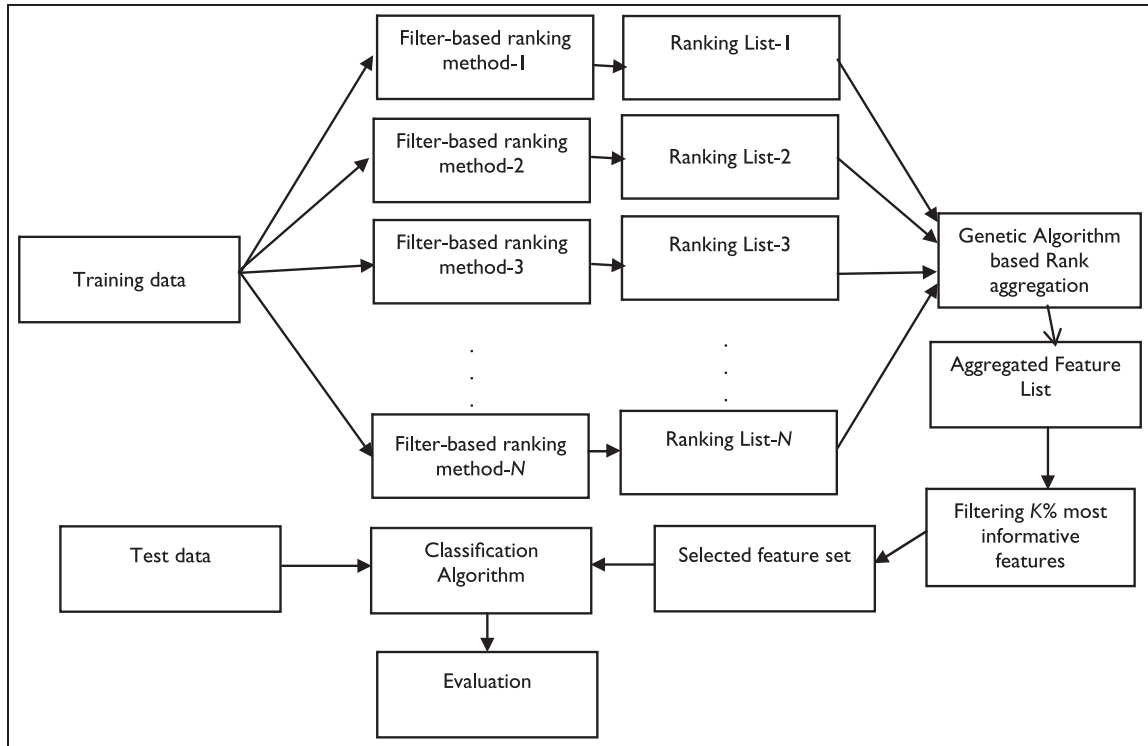 Filter-based ranking
method-1
Ranking List-1
Filter-based ranking
method-2
Ranking List-2
Filter-based ranking
method-3
Ranking List-3
Training data
Genetic Algorithm
based Rank
aggregation
Aggregated Feature
List
Filter-based ranking
method-N
Ranking List-N
Filtering K% most
informative
features
Test data
Classification
Algorithm
Selected feature set
Evaluation